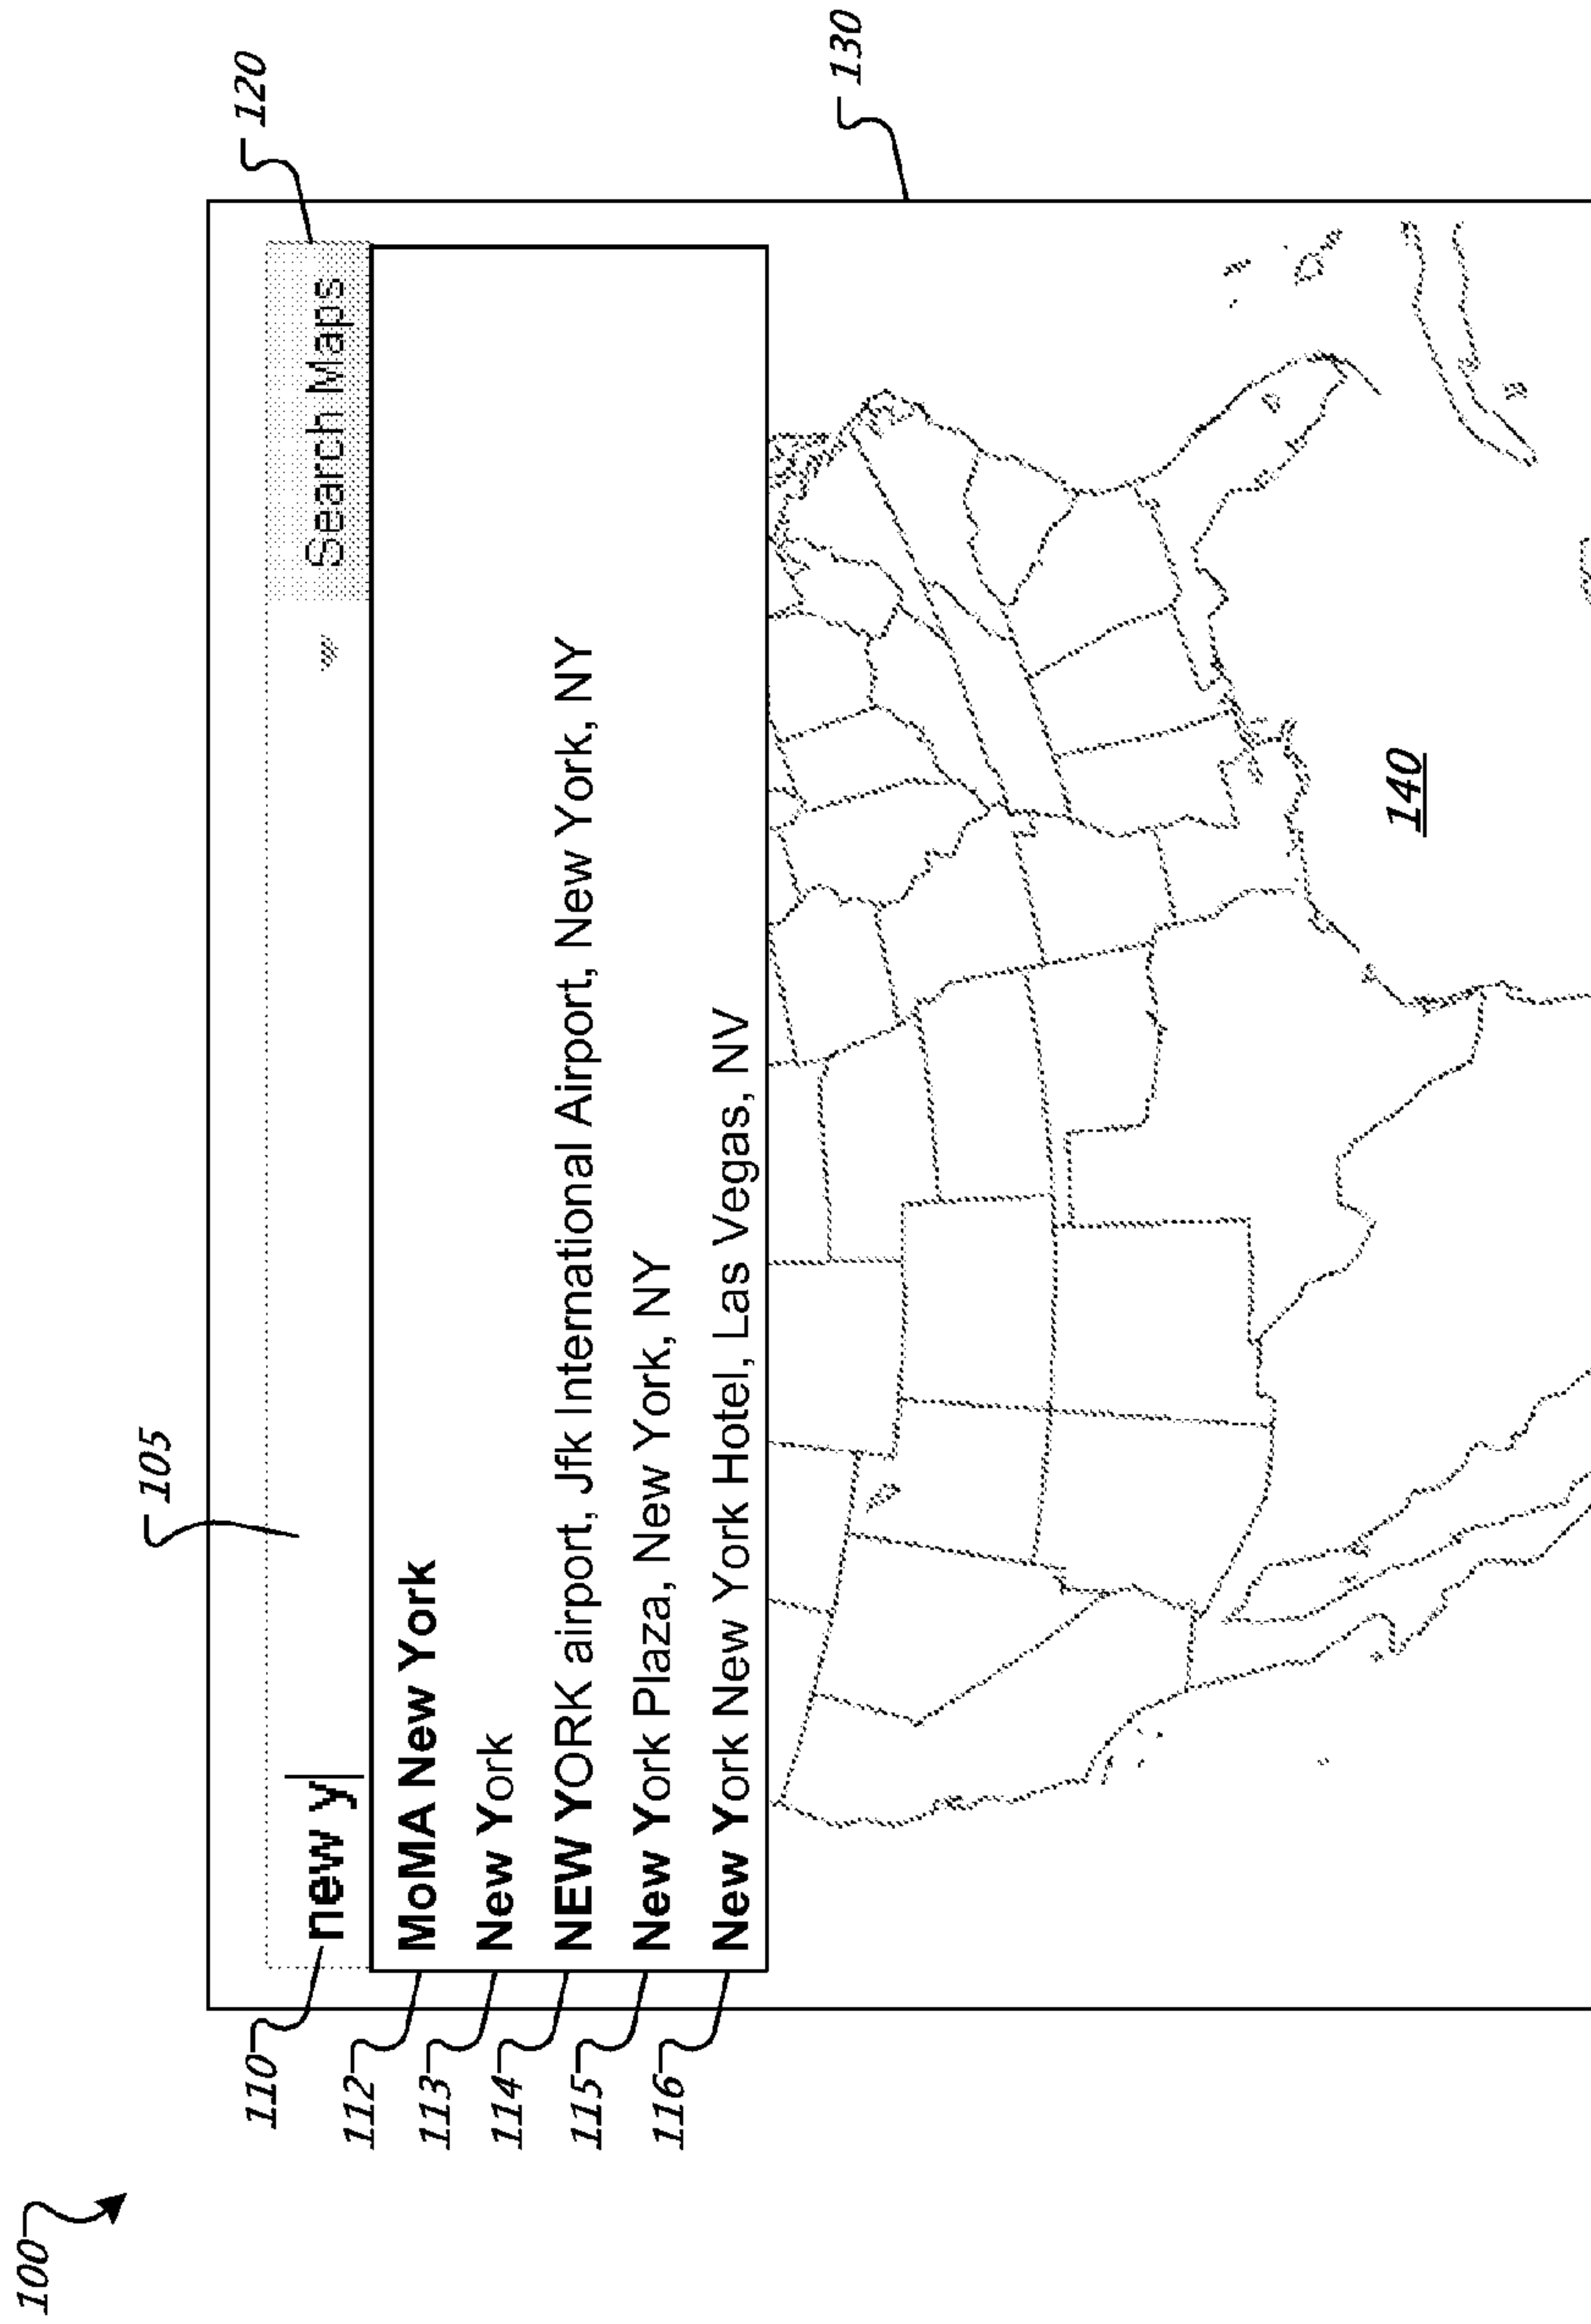 100
105
120
110
new y
Search Maps
112
MoMA New York
113
New York
114
NEW YORK airport, Jfk International Airport, New York, NY
115
New York Plaza, New York, NY
116
New York New York Hotel, Las Vegas, NV
130
140